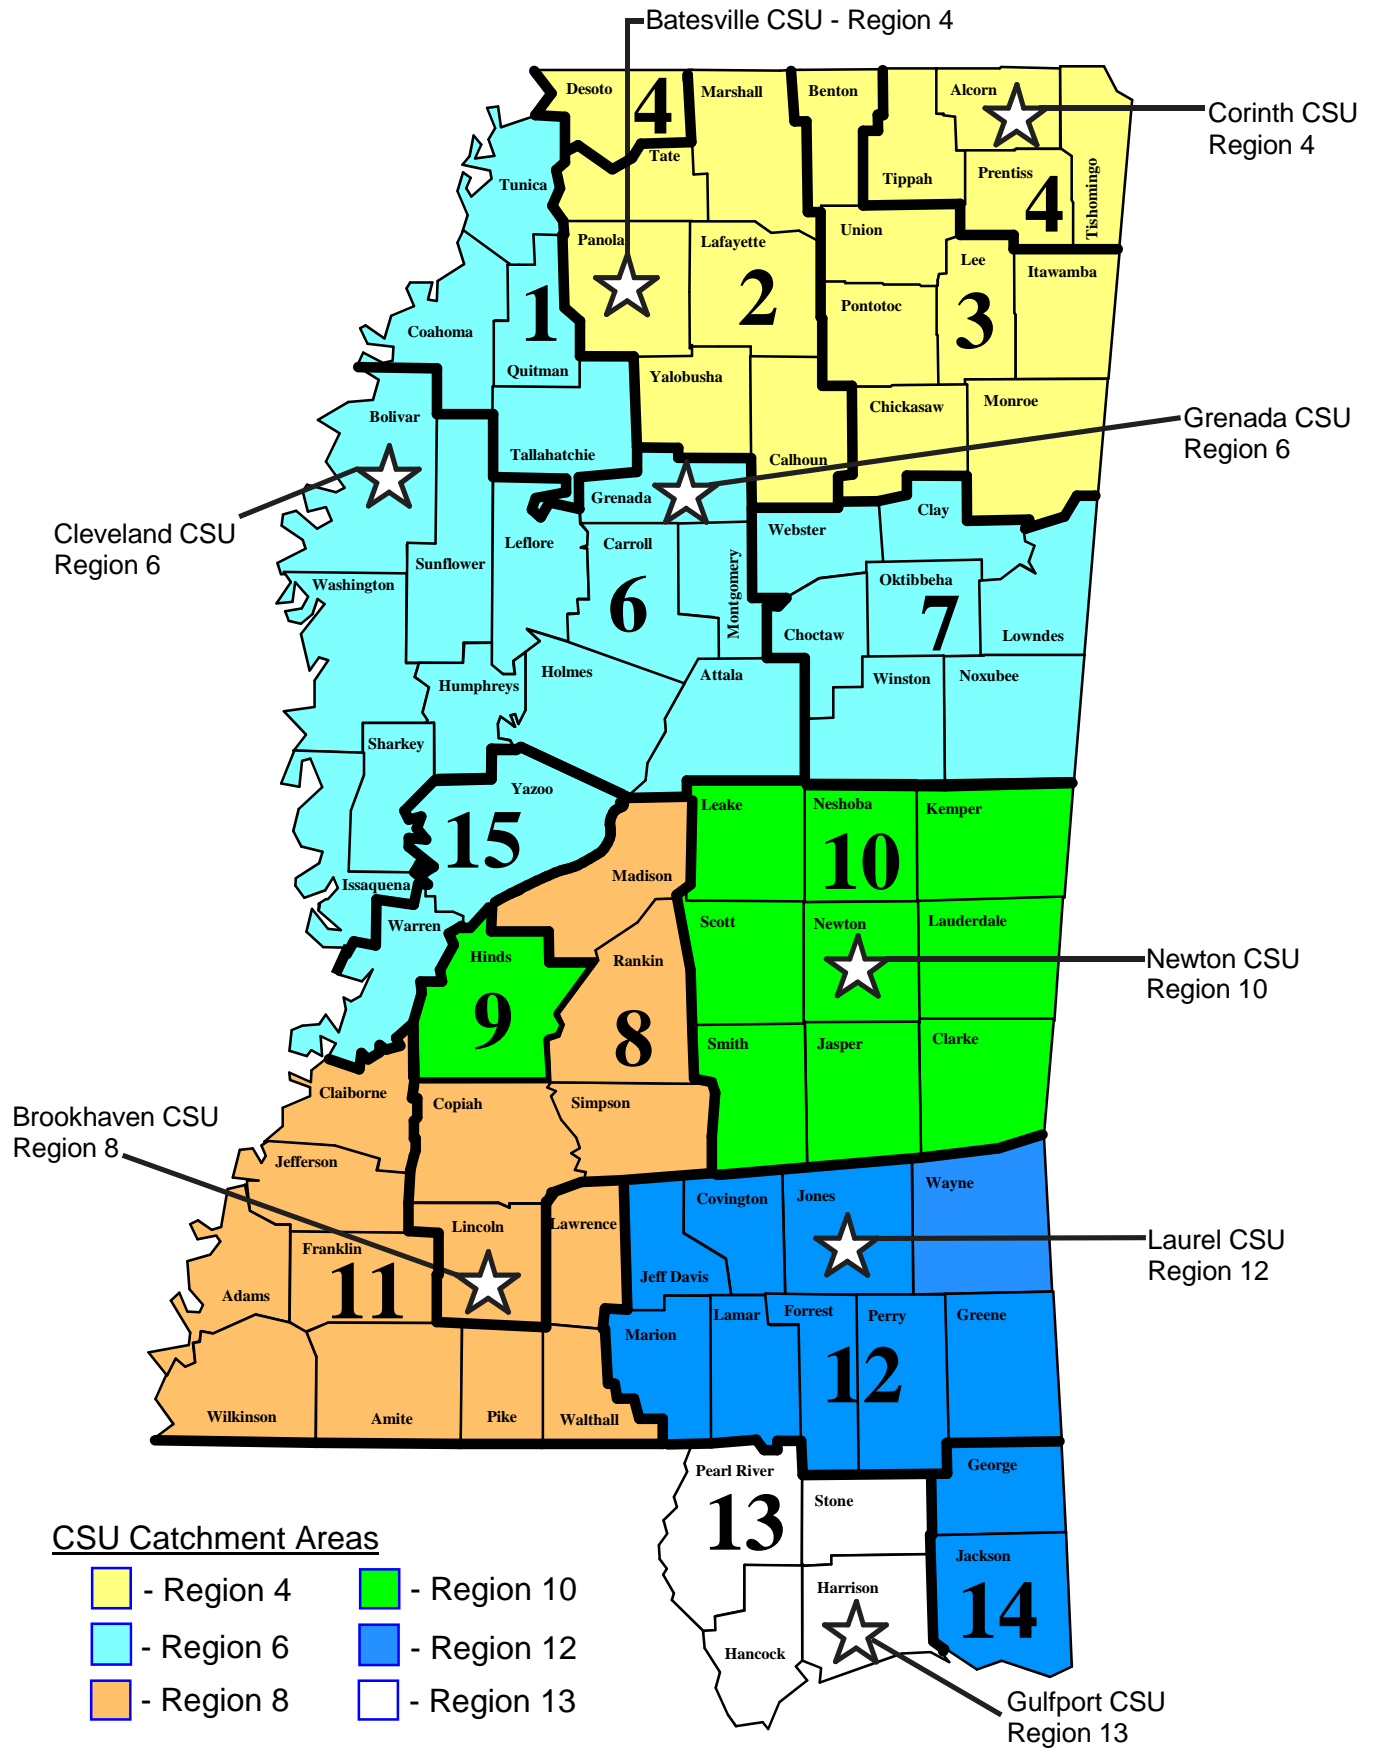 Batesville CSU - Region 4
Desoto
4
Marshall
Benton
Alcorn
Corinth CSU
Region 4
Tate
Tippah
Prentiss
4
Tishomingo
Tunica
Panola
Lafayette
2
Union
Lee
Itawamba
1
Coahoma
Quitman
Pontotoc
3
Yalobusha
Chickasaw
Monroe
Grenada CSU
Region 6
Bolivar
Tallahatchie
Calhoun
Grenada
Cleveland CSU
Region 6
Leflore
Carroll
Webster
Clay
Sunflower
Washington
6
Montgomery
Oktibbeha
7
Choctaw
Lowndes
Humphreys
Holmes
Attala
Winston
Noxubee
Sharkey
Yazoo
15
Leake
Neshoba
Kemper
10
Issaquena
Madison
Warren
Scott
Newton
Lauderdale
Hinds
Rankin
Newton CSU
Region 10
9
8
Smith
Jasper
Clarke
Claiborne
Copiah
Simpson
Brookhaven CSU
Region 8
Jefferson
Covington
Jones
Wayne
Lincoln
Lawrence
Franklin
11
Jeff Davis
Laurel CSU
Region 12
Adams
Marion
Lamar
Forrest
Perry
Greene
12
Wilkinson
Amite
Pike
Walthall
Pearl River
13
Stone
George
CSU Catchment Areas
- Region 4
- Region 10
- Region 6
- Region 12
- Region 8
- Region 13
Jackson
14
Harrison
Hancock
Gulfport CSU
Region 13